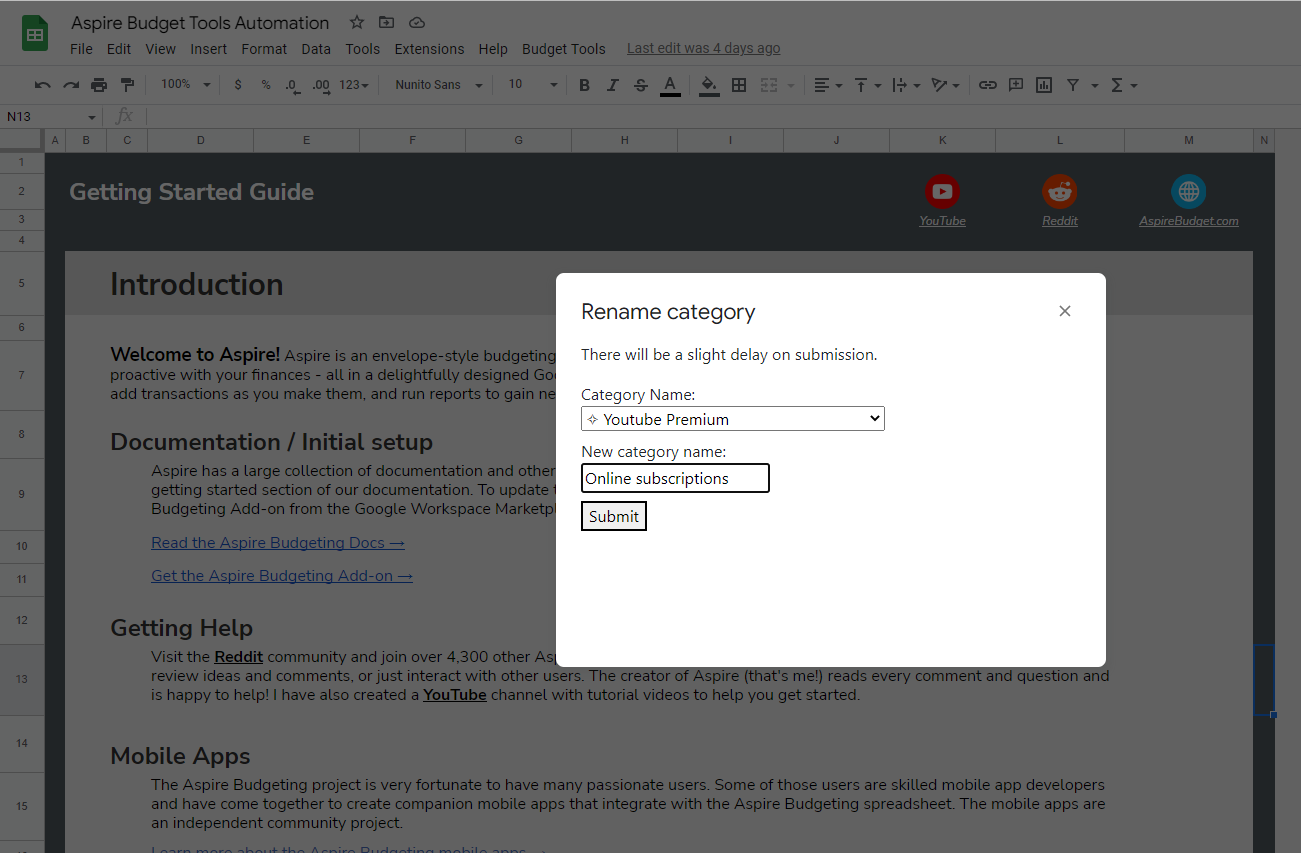 Aspire Budget Tools Automation
File Edit View Insert Format Data Tools Extensions Help Budget Tools Last edit was 4 days ago
100% $ % .0 .00 123 Nunito Sans 10 B I S A
N13 fx
A B C D E F G H I J K L M N
1
2 Getting Started Guide
3 YouTube Reddit AspireBudget.com
4
5 Introduction
6
Welcome to Aspire! Aspire is an envelope-style budgeting
7 proactive with your finances - all in a delightfully designed Goo
add transactions as you make them, and run reports to gain ne
8 Documentation / Initial setup
Aspire has a large collection of documentation and other
9 getting started section of our documentation. To update t
Budgeting Add-on from the Google Workspace Marketpl
10 Read the Aspire Budgeting Docs →
11 Get the Aspire Budgeting Add-on →
12 Getting Help
Visit the Reddit community and join over 4,300 other Asp
13 review ideas and comments, or just interact with other users. The creator of Aspire (that's me!) reads every comment and question and
is happy to help! I have also created a YouTube channel with tutorial videos to help you get started.
14 Mobile Apps
The Aspire Budgeting project is very fortunate to have many passionate users. Some of those users are skilled mobile app developers
15 and have come together to create companion mobile apps that integrate with the Aspire Budgeting spreadsheet. The mobile apps are
an independent community project.
Learn more about the Aspire Budgeting mobile apps →
Rename category
There will be a slight delay on submission.
Category Name:
✧ Youtube Premium
New category name:
Online subscriptions
Submit